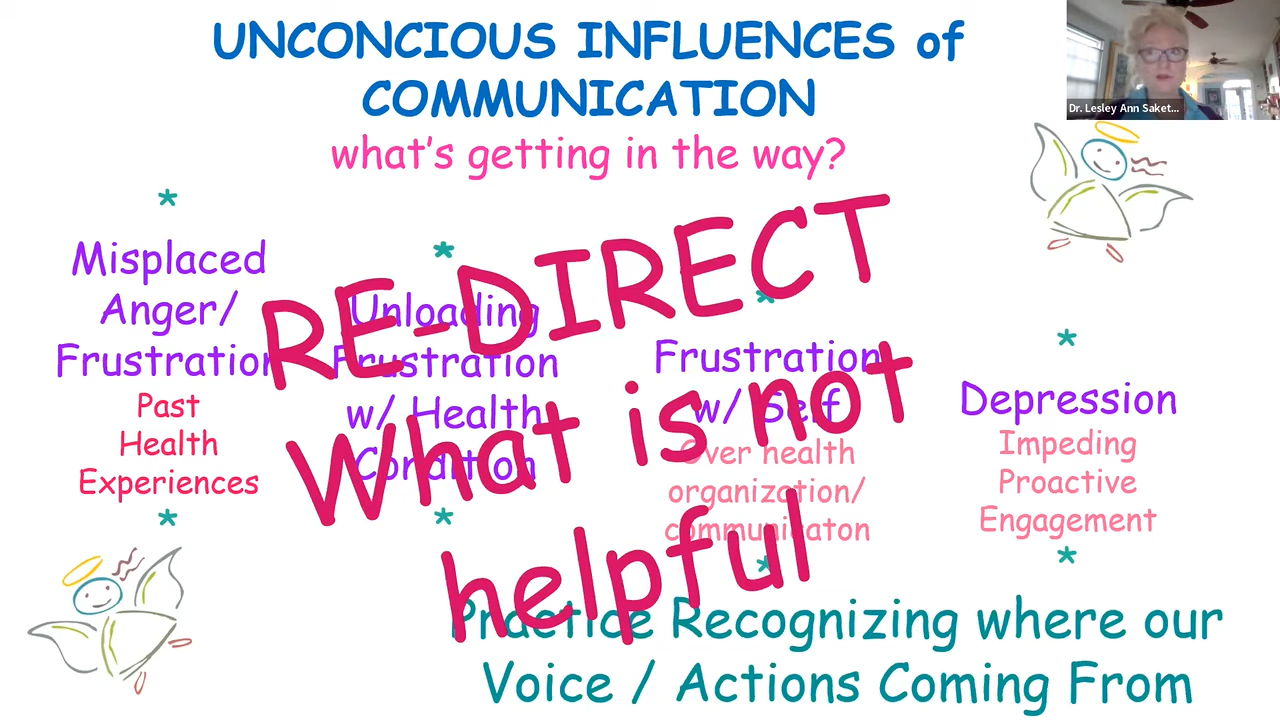 UNCONCIOUS INFLUENCES of
COMMUNICATION
what's getting in the way?
Dr. Lesley Ann Saket...
*
Misplaced
Anger/
Frustration
Past
Health
Experiences
*
*
Unloading
Frustration
w/ Health
Condition
*
*
Frustration
w/ Self
Over health
organization/
communicaton
*
*
Depression
Impeding
Proactive
Engagement
*
RE-DIRECT
What is not
helpful
Practice Recognizing where our
Voice / Actions Coming From